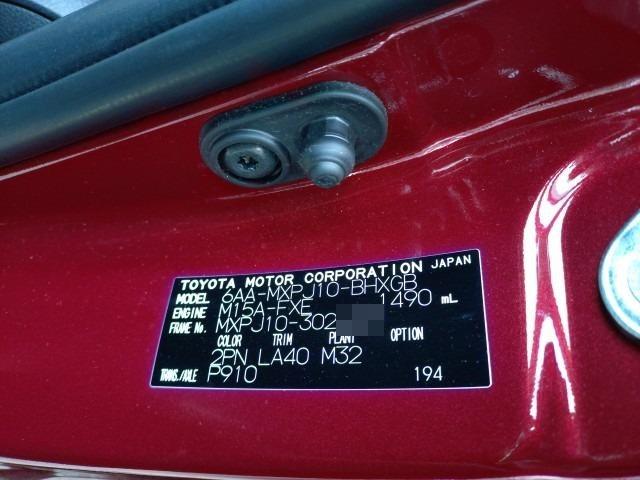 TOYOTA MOTOR CORPORATION JAPAN
MODEL 6AA-MXPJ10-BHXGB
ENGINE M15A-FXE 1490 mL
FRAME No. MXPJ10-302
COLOR TRIM PLANT OPTION
2PN LA40 M32
TRANS./AXLE P910 194